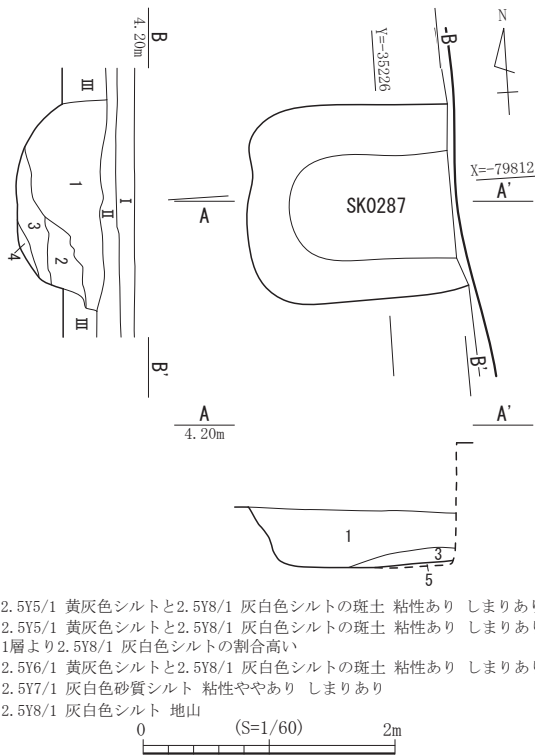 B
4.20m
Ⅲ
1
Ⅰ
Ⅱ
3
4
2
Ⅲ
B'
Y=-35226
B
N
X=-79812
A
A'
SK0287
B'
A
A'
4.20m
1
3
5
2.5Y5/1 黄灰色シルトと2.5Y8/1 灰白色シルトの斑土 粘性あり しまりあり
2.5Y5/1 黄灰色シルトと2.5Y8/1 灰白色シルトの斑土 粘性あり しまりあり
1層より2.5Y8/1 灰白色シルトの割合高い
2.5Y6/1 黄灰色シルトと2.5Y8/1 灰白色シルトの斑土 粘性あり しまりあり
2.5Y7/1 灰白色砂質シルト 粘性ややあり しまりあり
2.5Y8/1 灰白色シルト 地山
0 (S=1/60) 2m